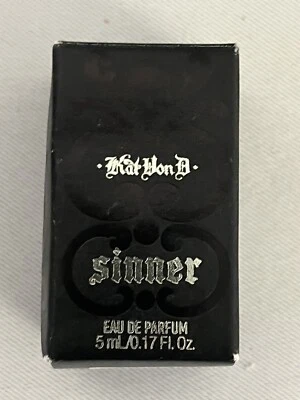 ·Kat Von D·
sinner
EAU DE PARFUM
5 mL/0.17 Fl. Oz.